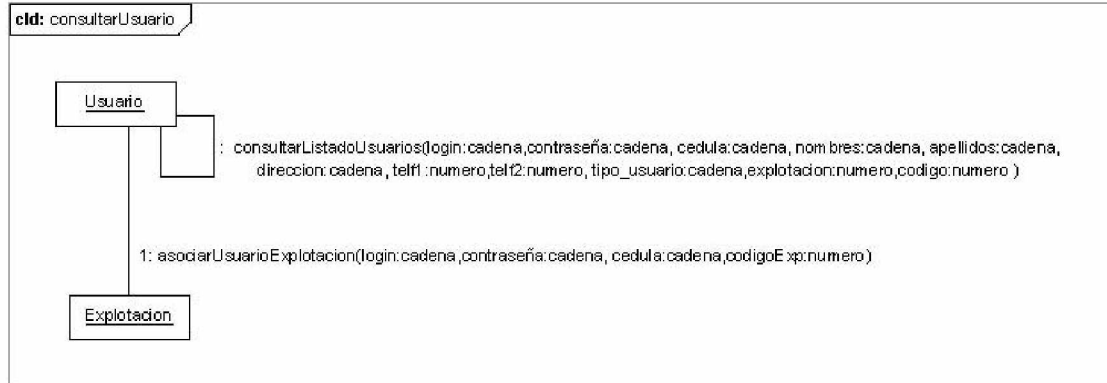 cld: consultarUsuario
Usuario
: consultarListadoUsuarios(login:cadena,contraseña:cadena, cedula:cadena, nombres:cadena, apellidos:cadena,
direccion:cadena, telf1:numero,telf2:numero, tipo_usuario:cadena,explotacion:numero,codigo:numero )
1: asociarUsuarioExplotacion(login:cadena,contraseña:cadena, cedula:cadena,codigoExp:numero)
Explotacion